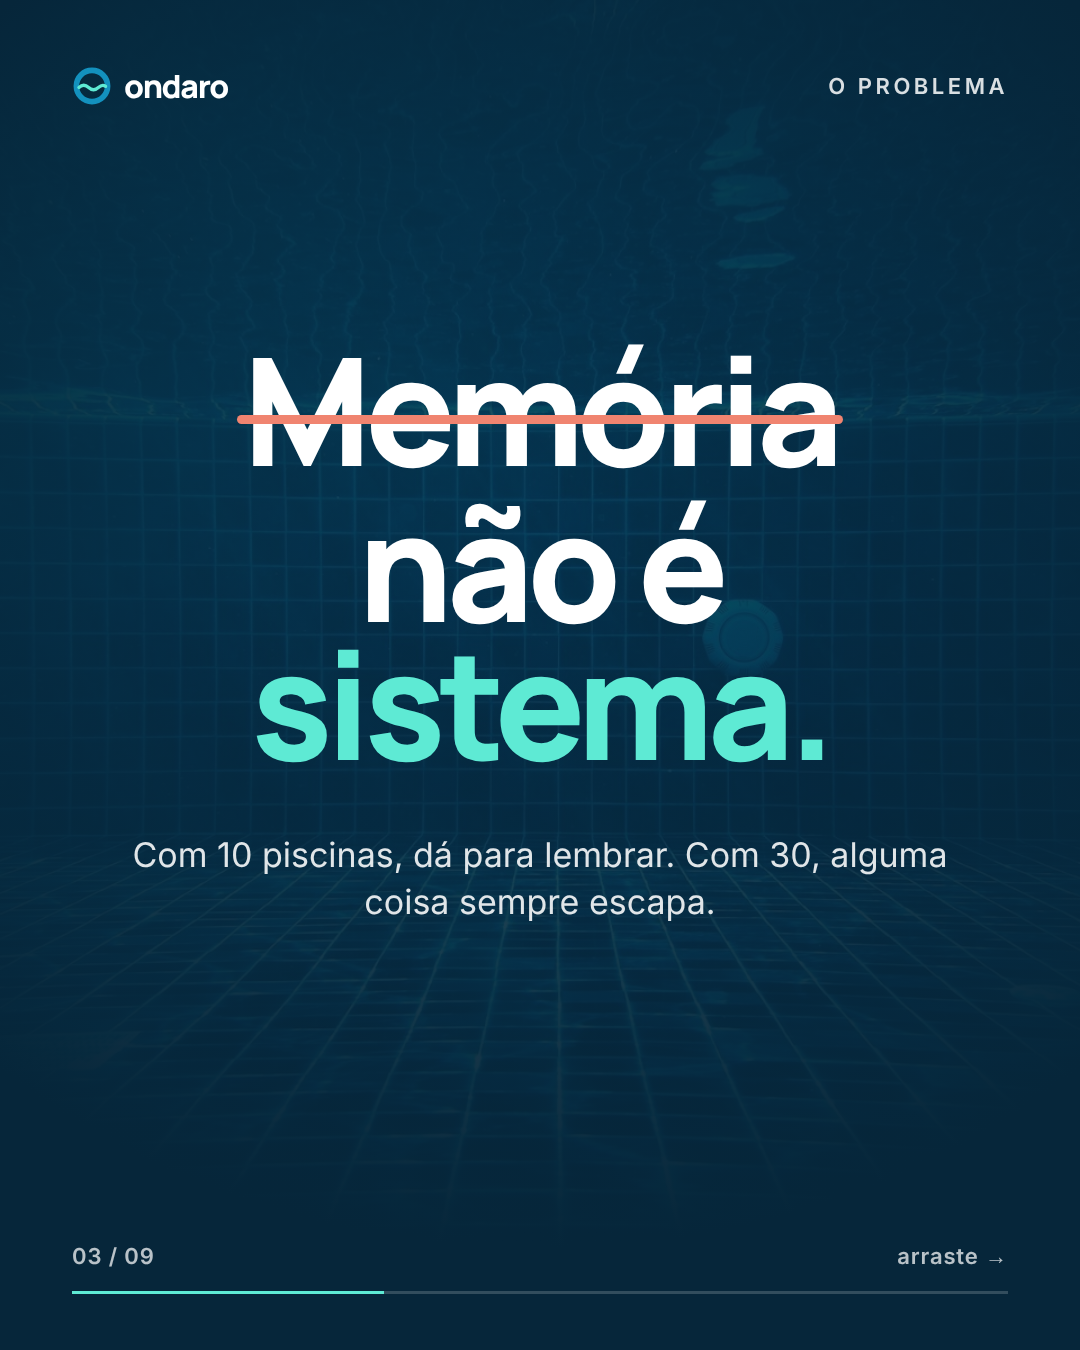 ondaro
O PROBLEMA
Memória
não é
sistema.
Com 10 piscinas, dá para lembrar. Com 30, alguma
coisa sempre escapa.
03 / 09
arraste →